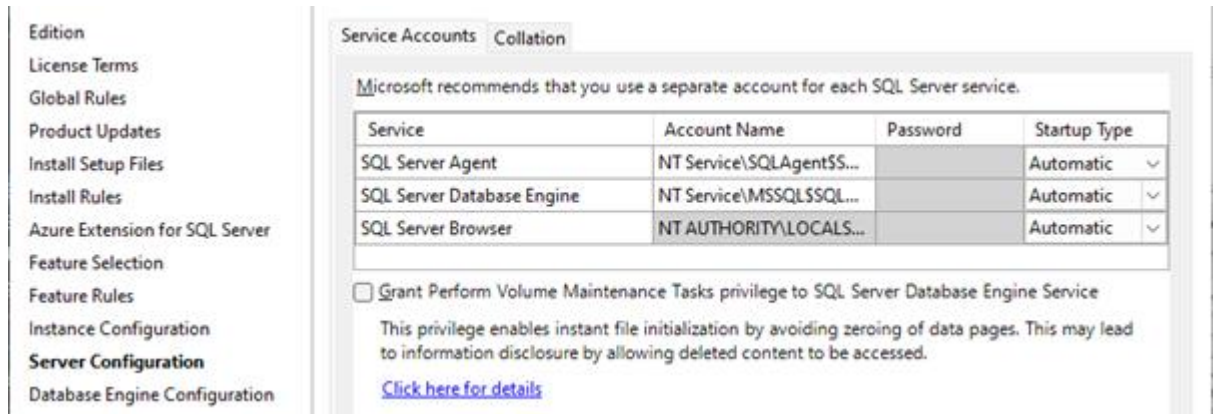 Edition
License Terms
Global Rules
Product Updates
Install Setup Files
Install Rules
Azure Extension for SQL Server
Feature Selection
Feature Rules
Instance Configuration
Server Configuration
Database Engine Configuration
Service Accounts Collation
Microsoft recommends that you use a separate account for each SQL Server service.
Service Account Name Password Startup Type
SQL Server Agent NT Service\SQLAgent$S... Automatic
SQL Server Database Engine NT Service\MSSQL$SQL... Automatic
SQL Server Browser NT AUTHORITY\LOCALS... Automatic
Grant Perform Volume Maintenance Tasks privilege to SQL Server Database Engine Service
This privilege enables instant file initialization by avoiding zeroing of data pages. This may lead
to information disclosure by allowing deleted content to be accessed.
Click here for details